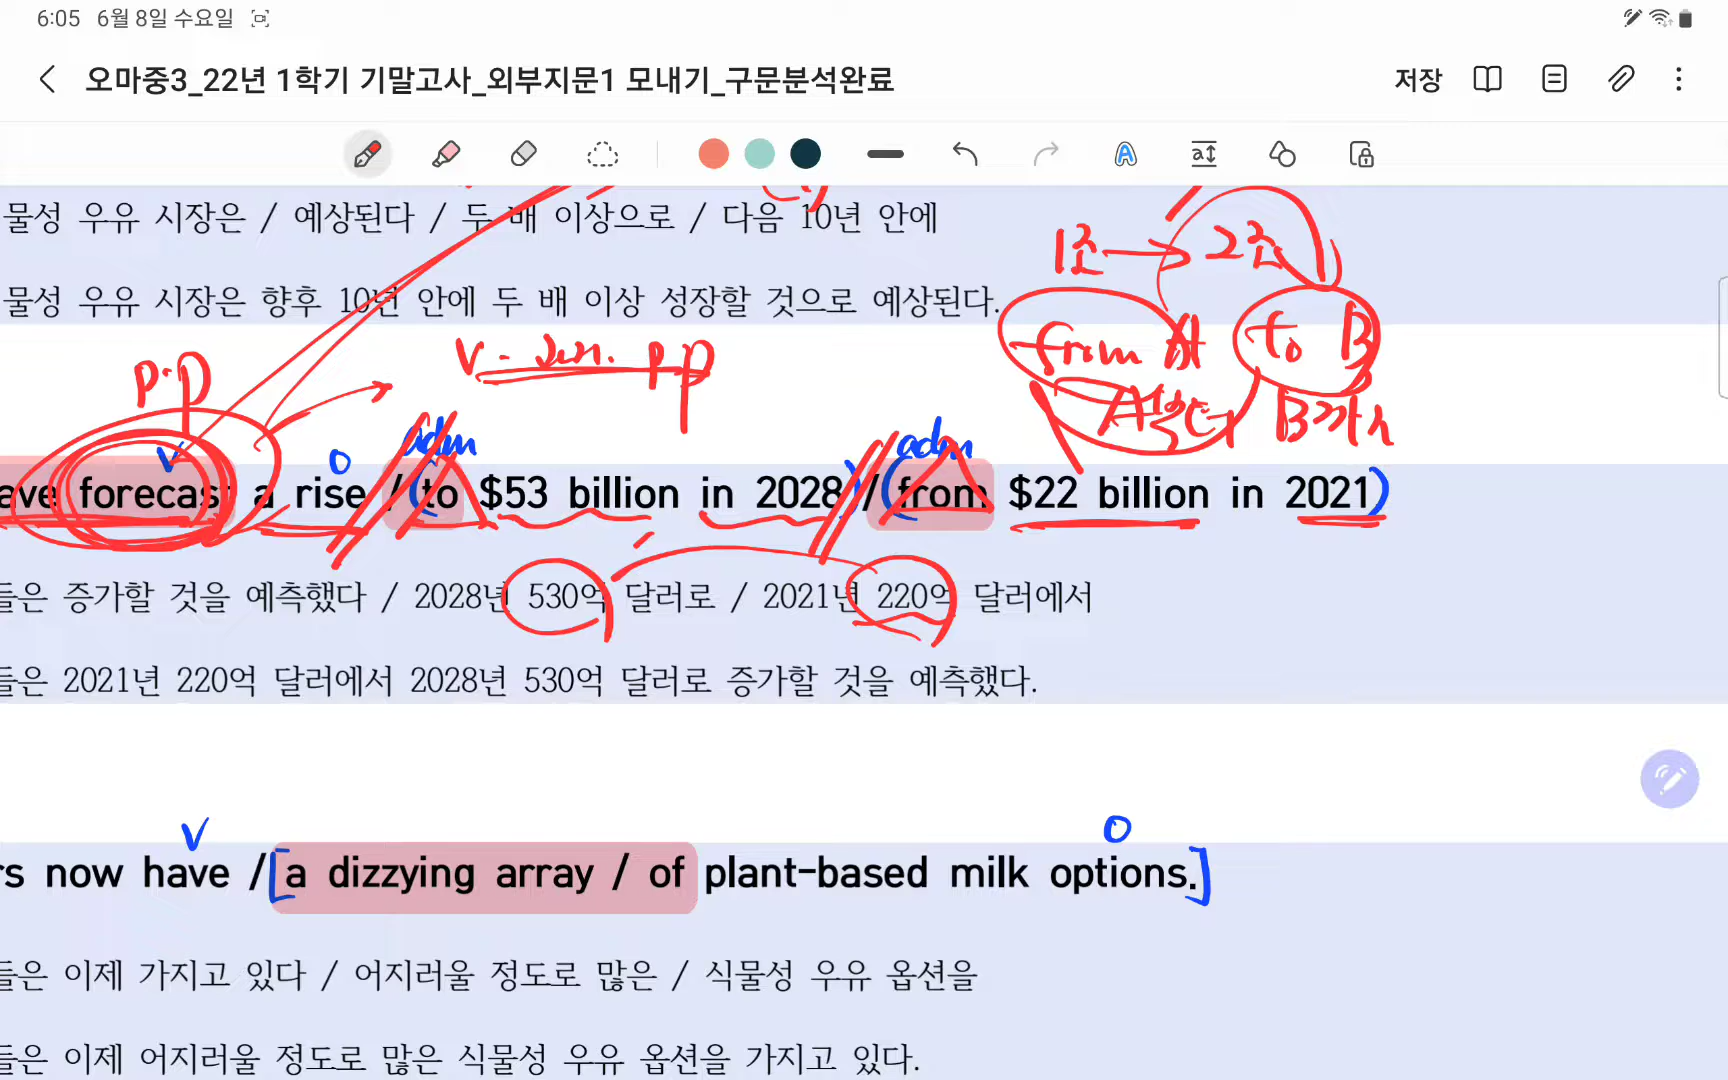 6:05 6월 8일 수요일
오마중3_22년 1학기 기말고사_외부지문1 모내기_구문분석완료
저장
물성 우유 시장은 / 예상된다 / 두 배 이상으로 / 다음 10년 안에
1조 → 2조
물성 우유 시장은 향후 10년 안에 두 배 이상 성장할 것으로 예상된다.
from A to B
p.p
A에서 B까지
adm adm
v o
ave forecast a rise / (to $53 billion in 2028) / (from $22 billion in 2021)
들은 증가할 것을 예측했다 / 2028년 530억 달러로 / 2021년 220억 달러에서
들은 2021년 220억 달러에서 2028년 530억 달러로 증가할 것을 예측했다.
v o
rs now have / [a dizzying array / of plant-based milk options.]
들은 이제 가지고 있다 / 어지러울 정도로 많은 / 식물성 우유 옵션을
들은 이제 어지러울 정도로 많은 식물성 우유 옵션을 가지고 있다.